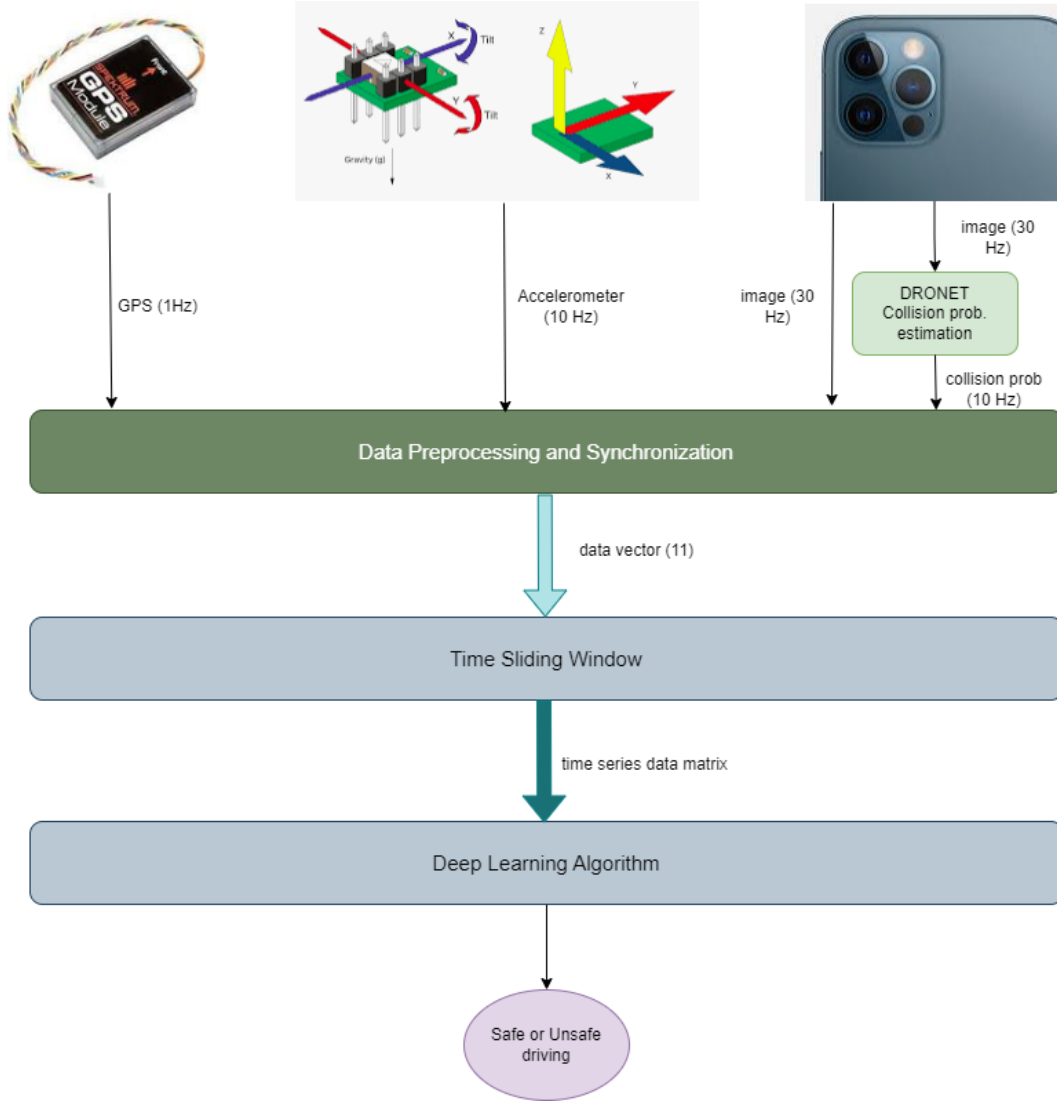 Front
SPEKTRUM
GPS
Module
X
Tilt
Y
Tilt
Gravity (g)
Z
Y
X
GPS (1Hz)
Accelerometer
(10 Hz)
image (30
Hz)
image (30
Hz)
DRONET
Collision prob.
estimation
collision prob
(10 Hz)
Data Preprocessing and Synchronization
data vector (11)
Time Sliding Window
time series data matrix
Deep Learning Algorithm
Safe or Unsafe
driving